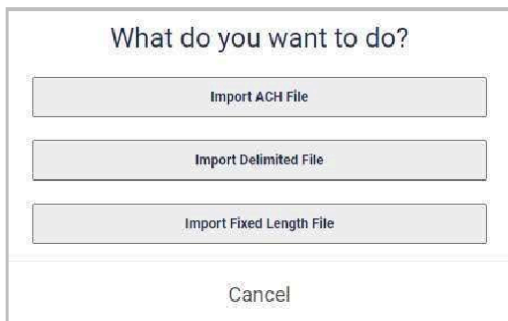 What do you want to do?
Import ACH File
Import Delimited File
Import Fixed Length File
Cancel